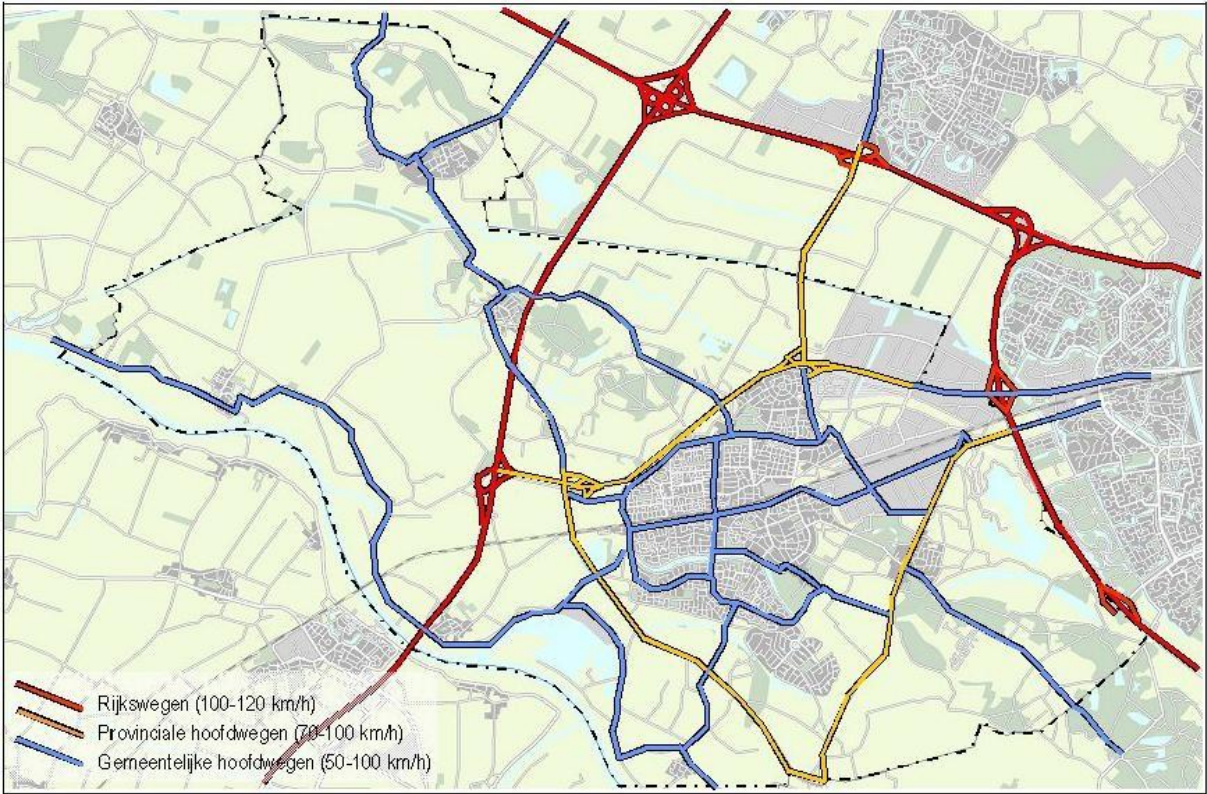 Rijkswegen (100-120 km/h)
Provinciale hoofdwegen (70-100 km/h)
Gemeentelijke hoofdwegen (50-100 km/h)